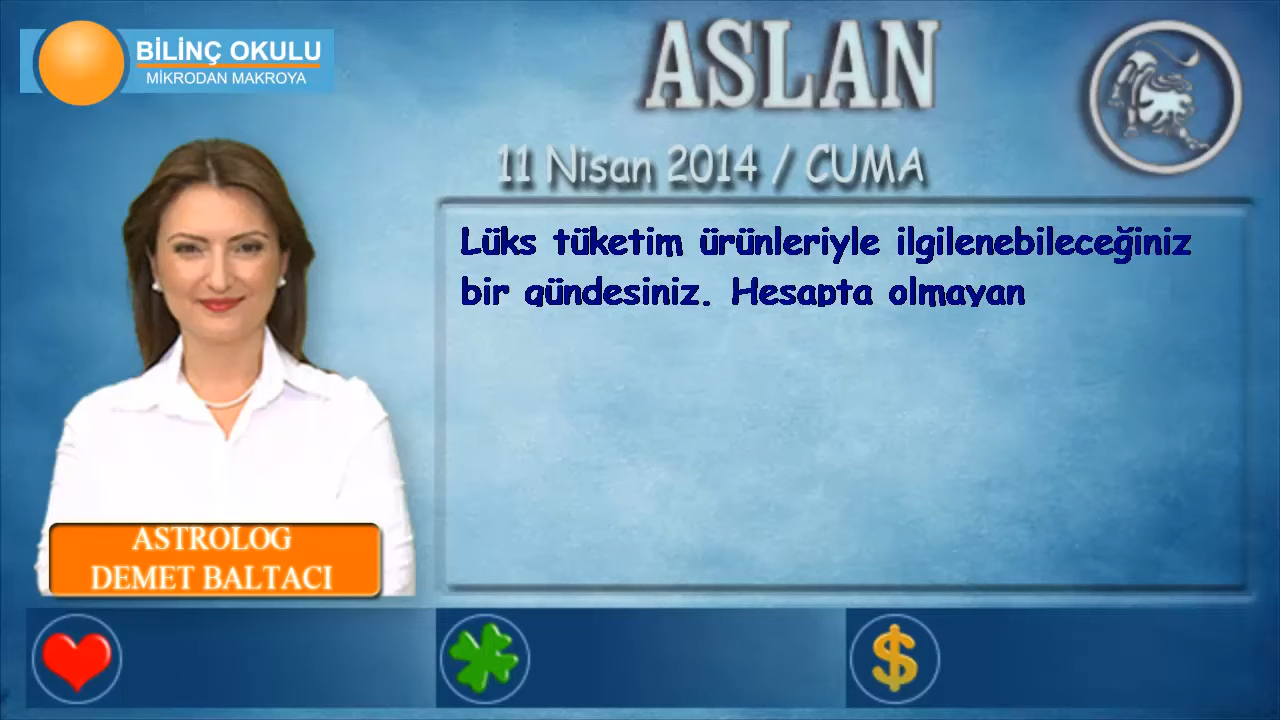 BİLİNÇ OKULU
MİKRODAN MAKROYA
ASLAN
11 Nisan 2014 / CUMA
Lüks tüketim ürünleriyle ilgilenebileceğiniz
bir gündesiniz. Hesapta olmayan
ASTROLOG
DEMET BALTACI